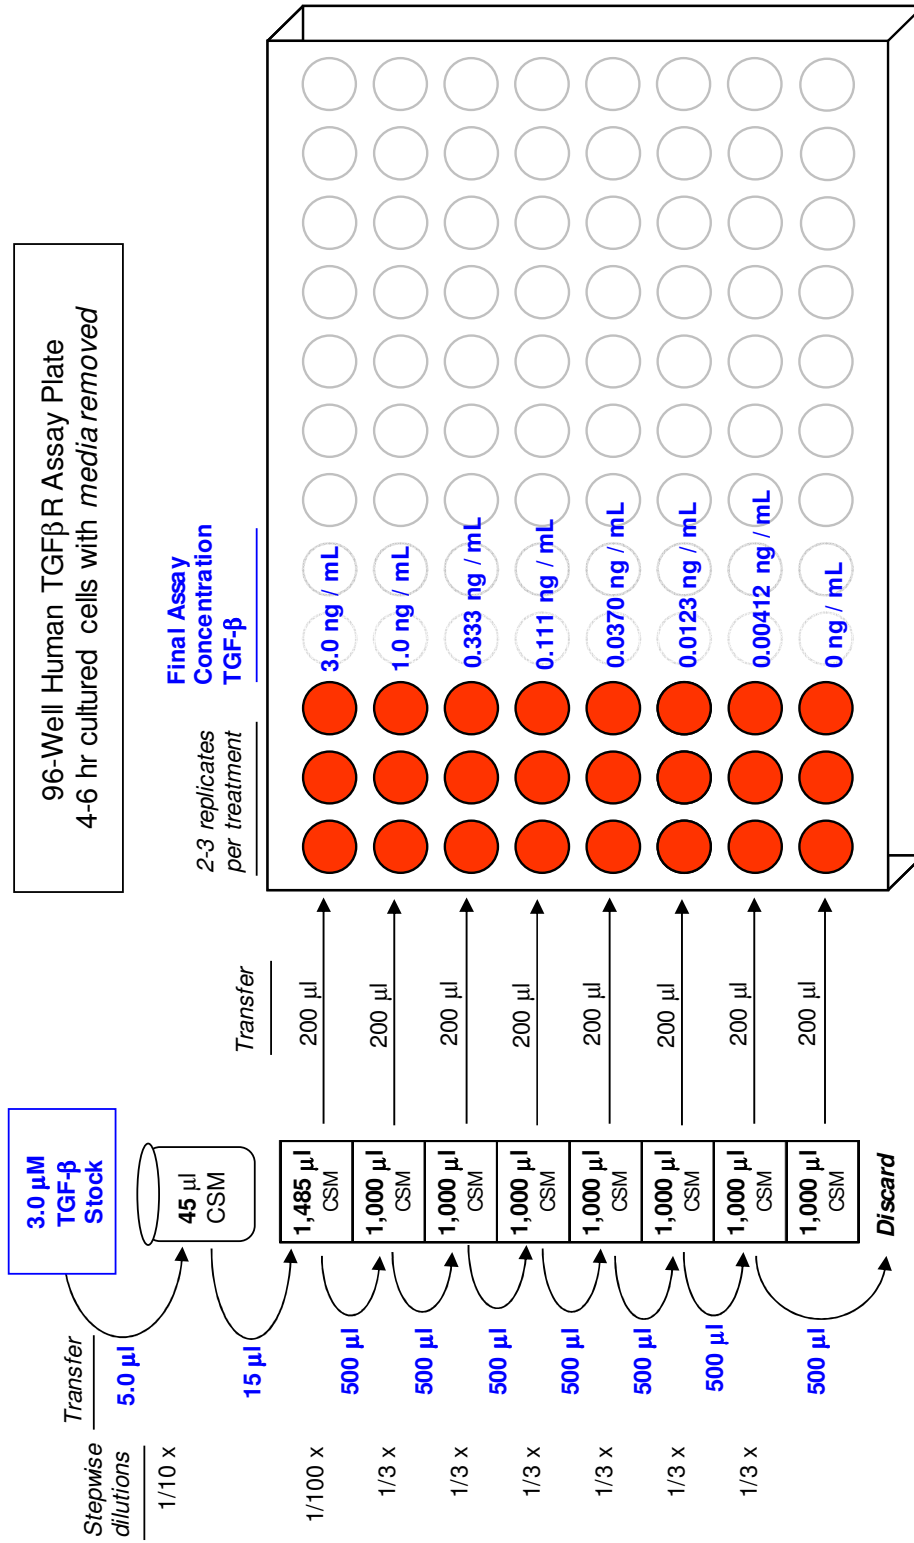 96-Well Human TGFβR Assay Plate
4-6 hr cultured cells with media removed
3.0 µM
TGF-β
Stock
Stepwise
dilutions
Transfer
1/10 x
5.0 µl
45 µl
CSM
15 µl
Transfer
2-3 replicates
per treatment
Final Assay
Concentration
TGF-β
1/100 x
1,485 µl
CSM
200 µl
3.0 ng / mL
500 µl
1/3 x
1,000 µl
CSM
200 µl
1.0 ng / mL
500 µl
1/3 x
1,000 µl
CSM
200 µl
0.333 ng / mL
500 µl
1/3 x
1,000 µl
CSM
200 µl
0.111 ng / mL
500 µl
1/3 x
1,000 µl
CSM
200 µl
0.0370 ng / mL
500 µl
1/3 x
1,000 µl
CSM
200 µl
0.0123 ng / mL
500 µl
1/3 x
1,000 µl
CSM
200 µl
0.00412 ng / mL
500 µl
1,000 µl
CSM
200 µl
0 ng / mL
Discard